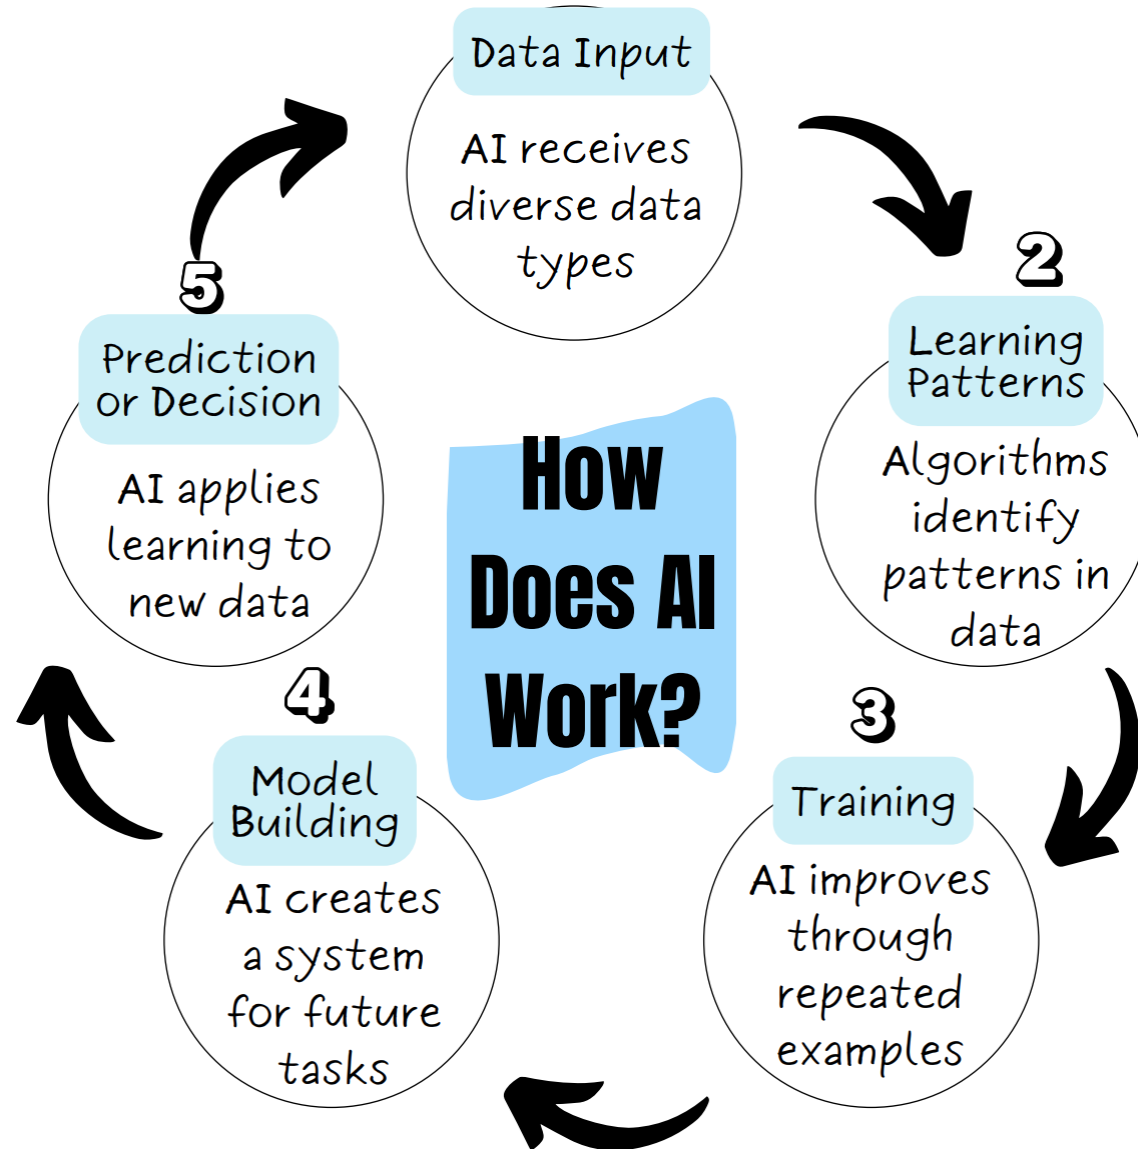 Data Input
AI receives
diverse data
types
2
Learning
Patterns
Algorithms
identify
patterns in
data
3
Training
AI improves
through
repeated
examples
4
Model
Building
AI creates
a system
for future
tasks
5
Prediction
or Decision
AI applies
learning to
new data
How
Does AI
Work?